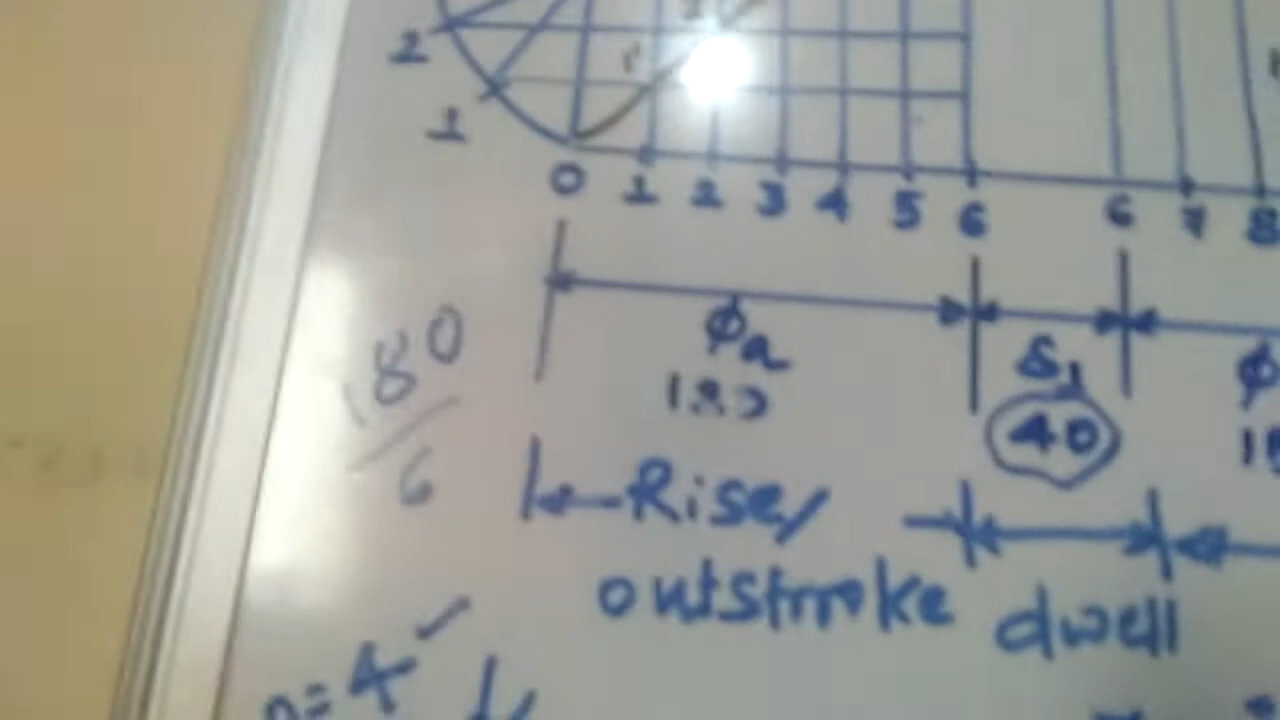 2
1
0 1 2 3 4 5 6 6 7 8
180
6
ϕa δ1 ϕ
180 40
Rise/
outstroke dwell
n=4